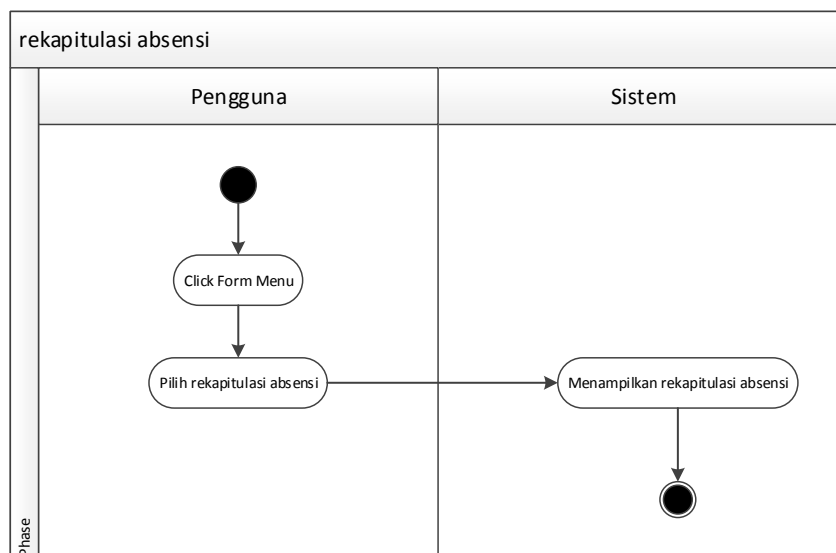 rekapitulasi absensi
Pengguna
Sistem
Click Form Menu
Pilih rekapitulasi absensi
Menampilkan rekapitulasi absensi
Phase